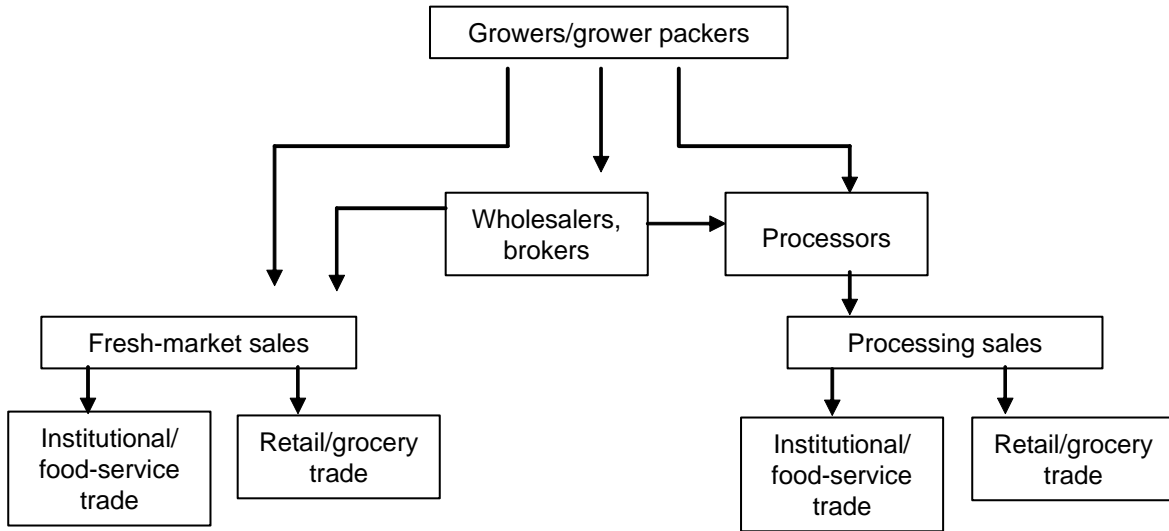 Growers/grower packers
Wholesalers,
brokers
Processors
Fresh-market sales
Processing sales
Institutional/
food-service
trade
Retail/grocery
trade
Institutional/
food-service
trade
Retail/grocery
trade